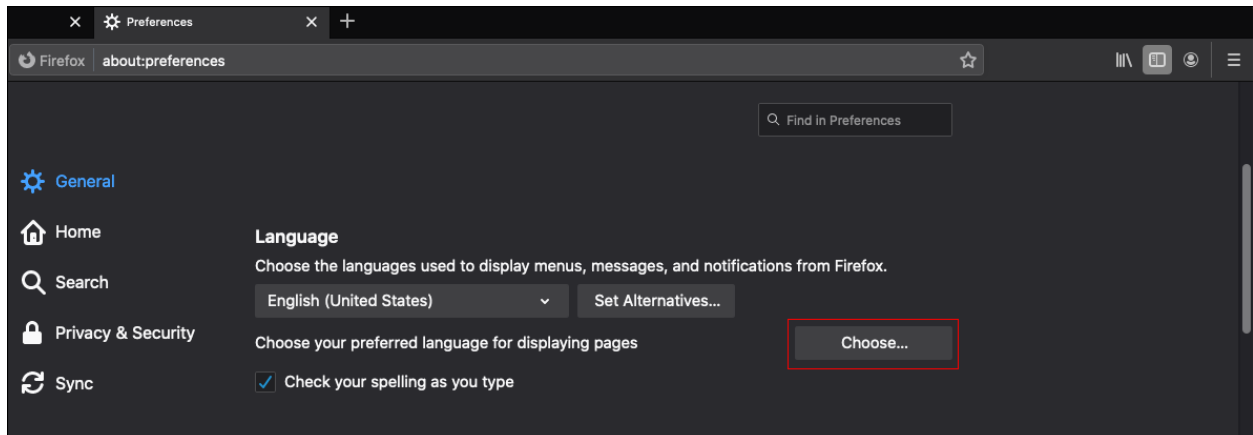 Preferences
Firefox about:preferences
Find in Preferences
General
Home
Search
Privacy & Security
Sync
Language
Choose the languages used to display menus, messages, and notifications from Firefox.
English (United States) Set Alternatives...
Choose your preferred language for displaying pages Choose...
Check your spelling as you type